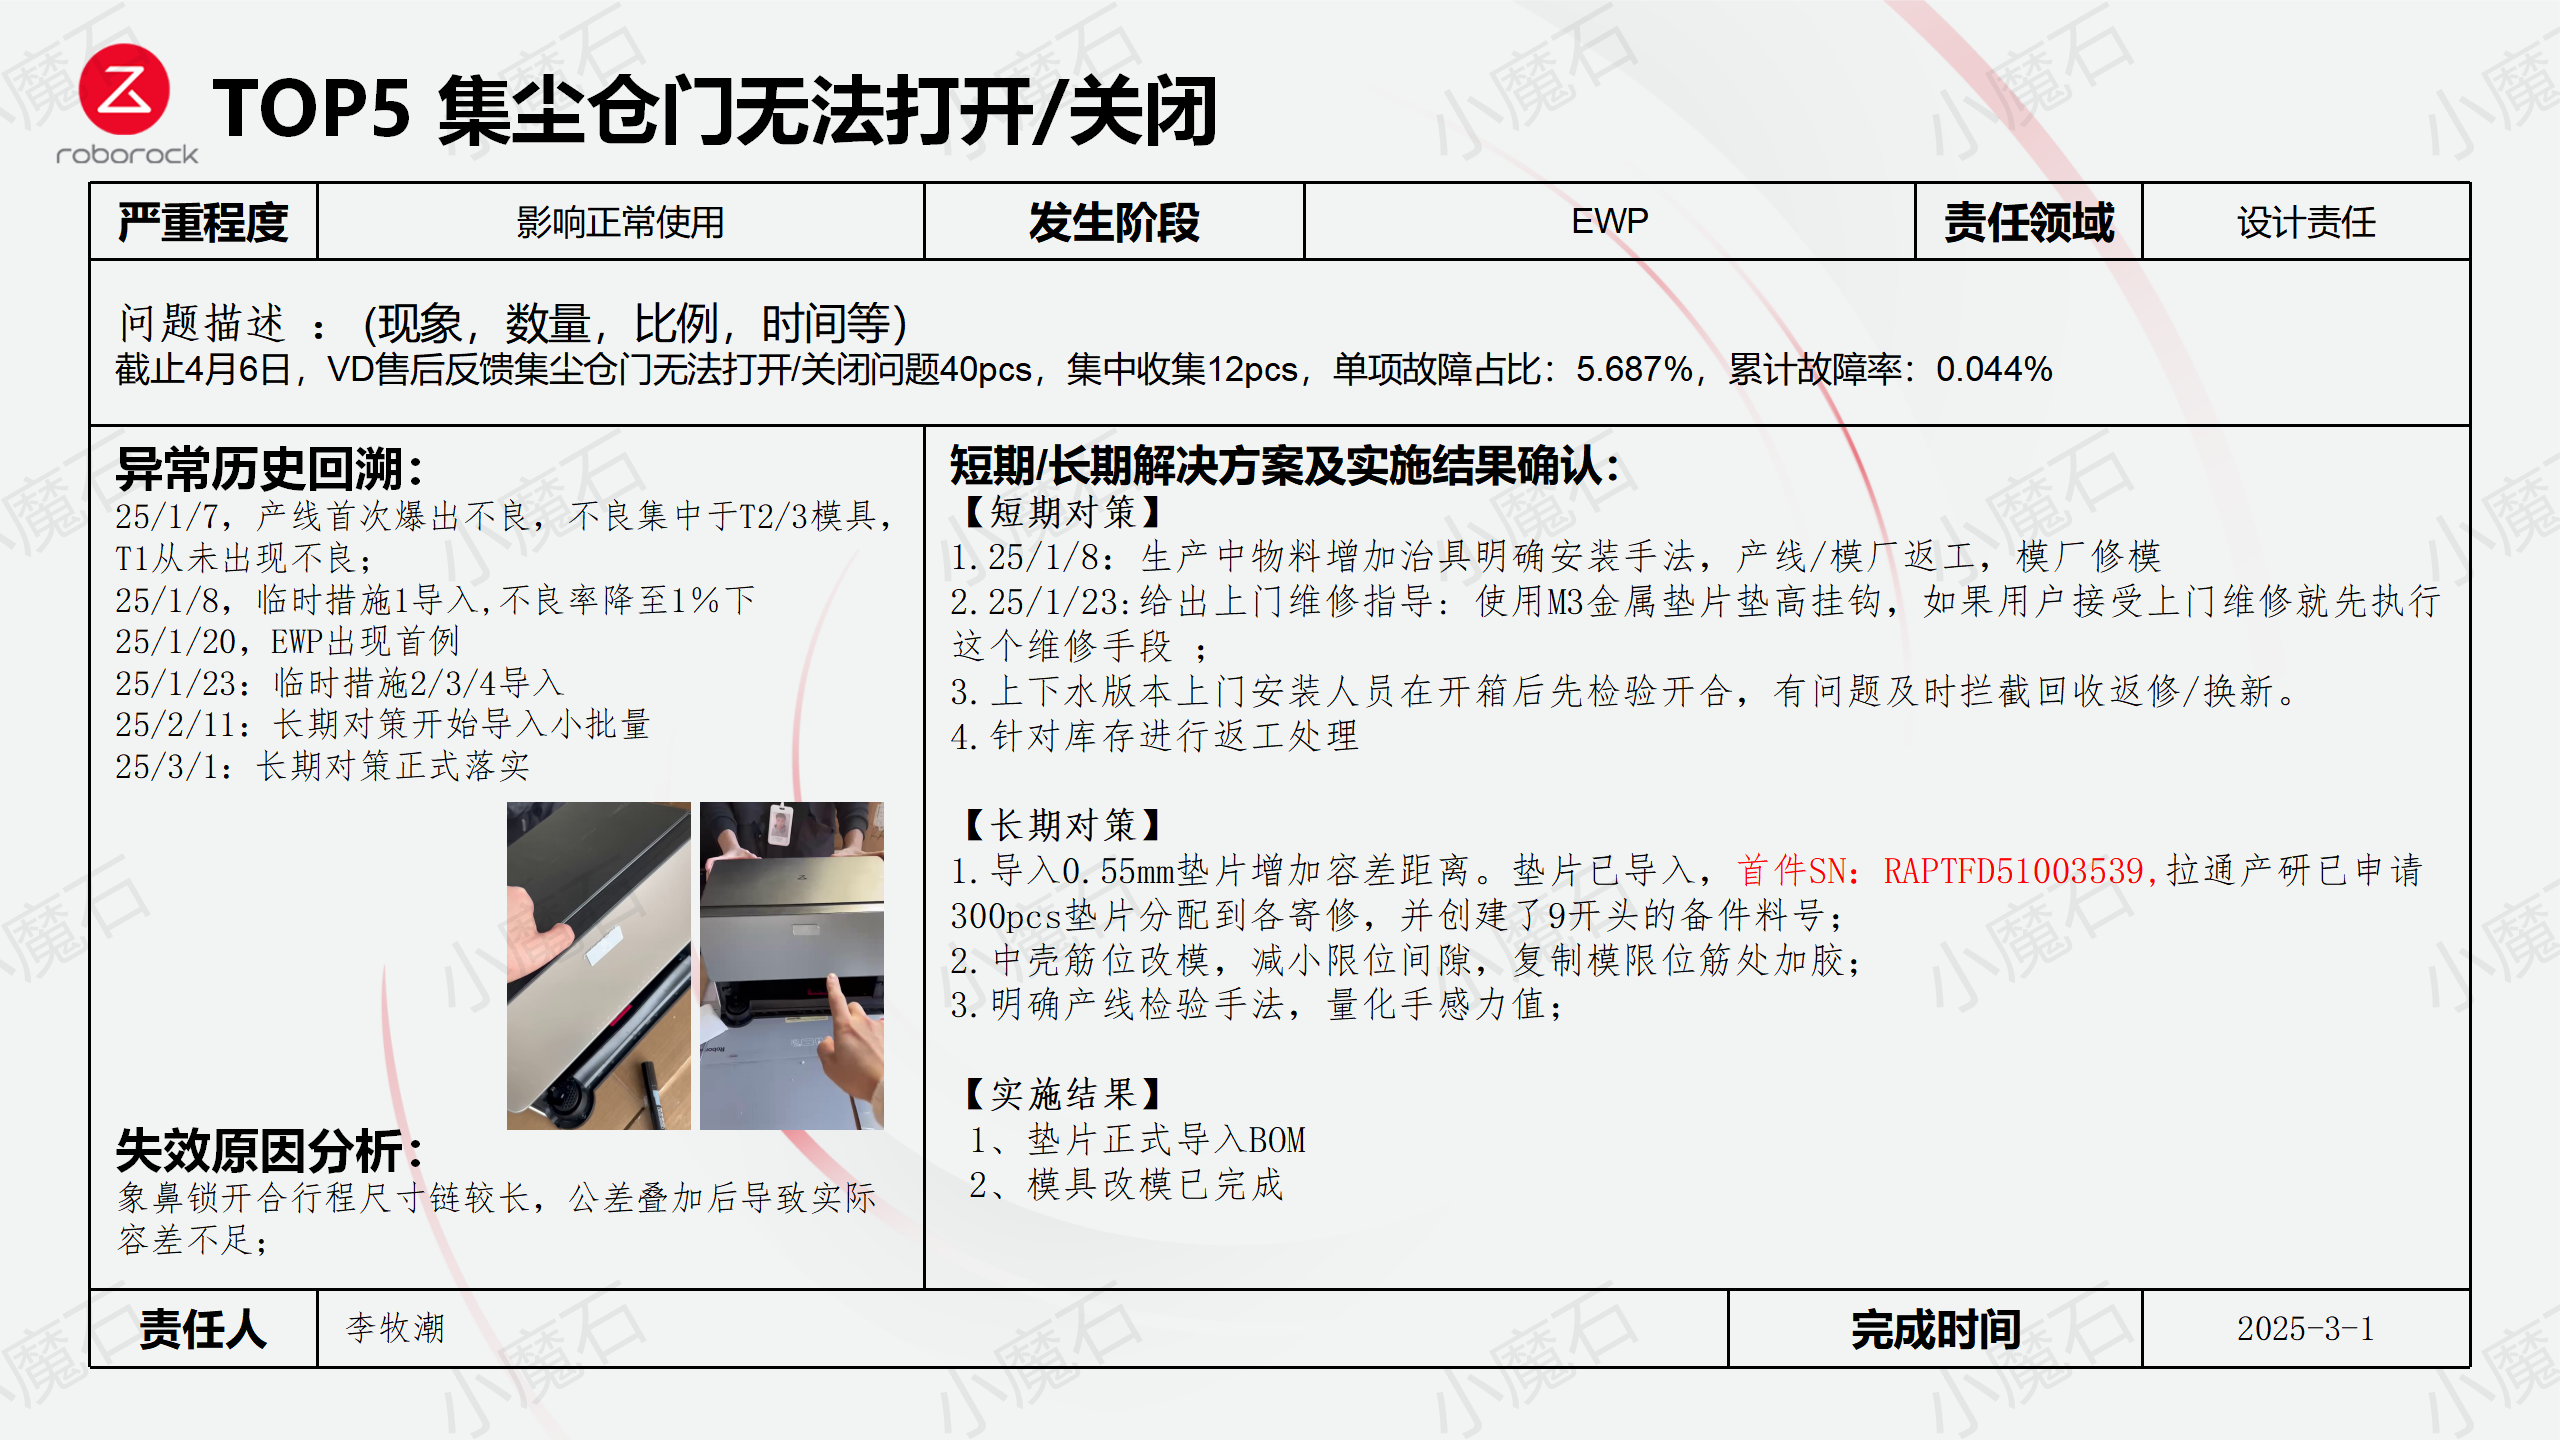 roborock
TOP5 集尘仓门无法打开/关闭
严重程度
影响正常使用
发生阶段
EWP
责任领域
设计责任
问题描述 ：(现象，数量，比例，时间等）
截止4月6日，VD售后反馈集尘仓门无法打开/关闭问题40pcs，集中收集12pcs，单项故障占比：5.687%，累计故障率：0.044%
异常历史回溯：
25/1/7，产线首次爆出不良，不良集中于T2/3模具，
T1从未出现不良；
25/1/8，临时措施1导入,不良率降至1%下
25/1/20，EWP出现首例
25/1/23：临时措施2/3/4导入
25/2/11：长期对策开始导入小批量
25/3/1：长期对策正式落实
失效原因分析：
象鼻锁开合行程尺寸链较长，公差叠加后导致实际
容差不足；
短期/长期解决方案及实施结果确认：
【短期对策】
1.25/1/8：生产中物料增加治具明确安装手法，产线/模厂返工，模厂修模
2.25/1/23:给出上门维修指导：使用M3金属垫片垫高挂钩，如果用户接受上门维修就先执行
这个维修手段 ；
3.上下水版本上门安装人员在开箱后先检验开合，有问题及时拦截回收返修/换新。
4.针对库存进行返工处理
【长期对策】
1.导入0.55mm垫片增加容差距离。垫片已导入，首件SN：RAPTFD51003539,拉通产研已申请
300pcs垫片分配到各寄修，并创建了9开头的备件料号；
2.中壳筋位改模，减小限位间隙，复制模限位筋处加胶；
3.明确产线检验手法，量化手感力值；
【实施结果】
1、垫片正式导入BOM
2、模具改模已完成
责任人
李牧潮
完成时间
2025-3-1
小魔石